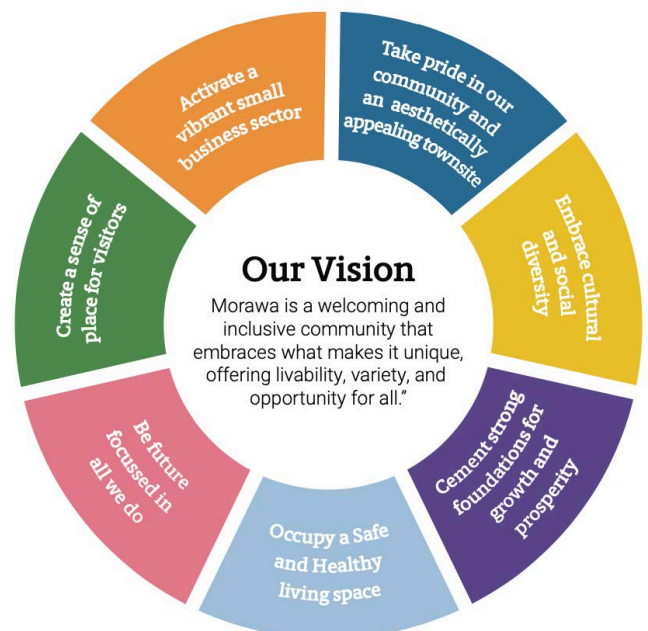 Our Vision
Morawa is a welcoming and
inclusive community that
embraces what makes it unique,
offering livability, variety, and
opportunity for all.”
Take pride in our
community and
an aesthetically
appealing townsite
Embrace cultural
and social
diversity
Cement strong
foundations for
growth and
prosperity
Occupy a Safe
and Healthy
living space
Be future
focussed in
all we do
Create a sense of
place for visitors
Activate a
vibrant small
business sector